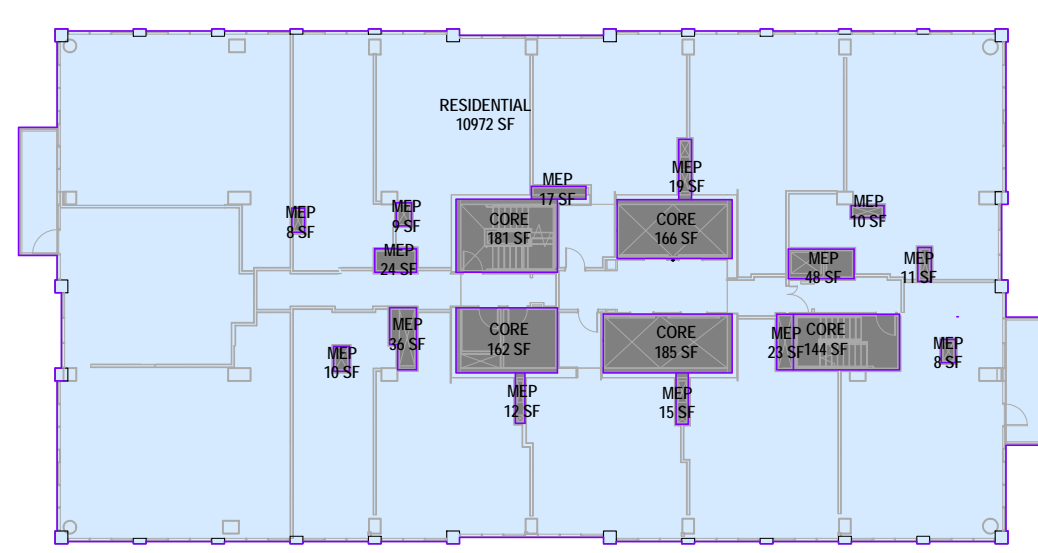 RESIDENTIAL
10972 SF
MEP
19 SF
MEP
17 SF
MEP
8 SF
MEP
9 SF
CORE
181 SF
CORE
166 SF
MEP
10 SF
MEP
24 SF
MEP
48 SF
MEP
11 SF
MEP
36 SF
CORE
162 SF
CORE
185 SF
MEP
23 SF
CORE
144 SF
MEP
10 SF
MEP
8 SF
MEP
12 SF
MEP
15 SF